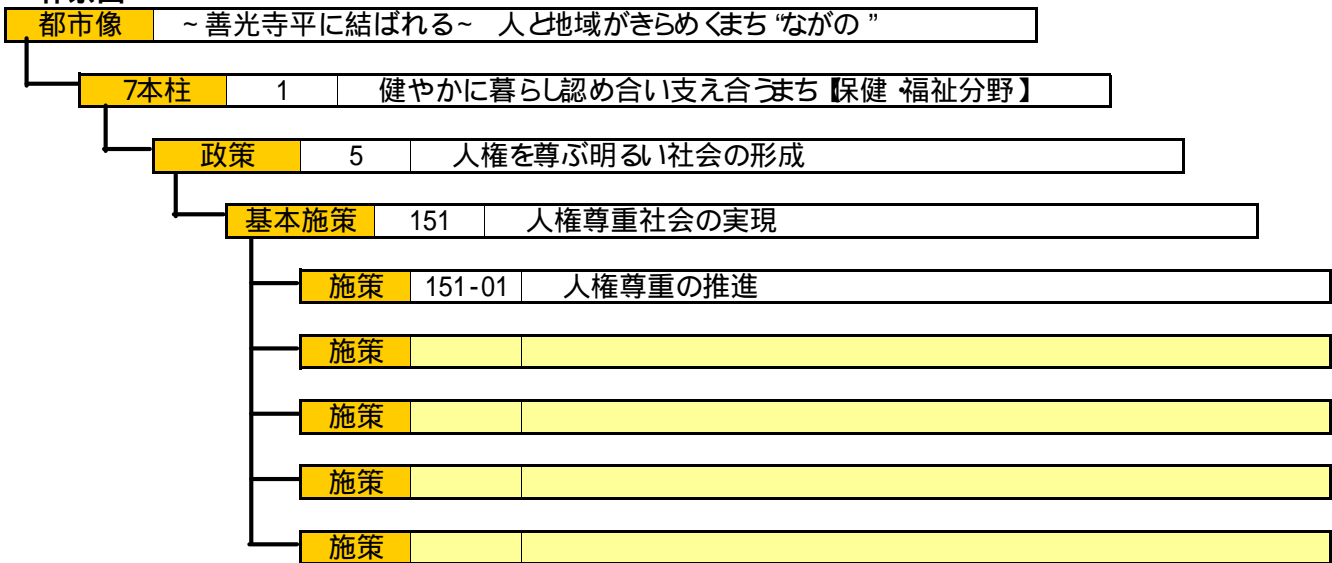 体系図
都市像 ~善光寺平に結ばれる~ 人と地域がきらめくまち“ながの”
7本柱 1 健やかに暮らし認め合い支え合うまち【保健・福祉分野】
政策 5 人権を尊ぶ明るい社会の形成
基本施策 151 人権尊重社会の実現
施策 151-01 人権尊重の推進
施策
施策
施策
施策